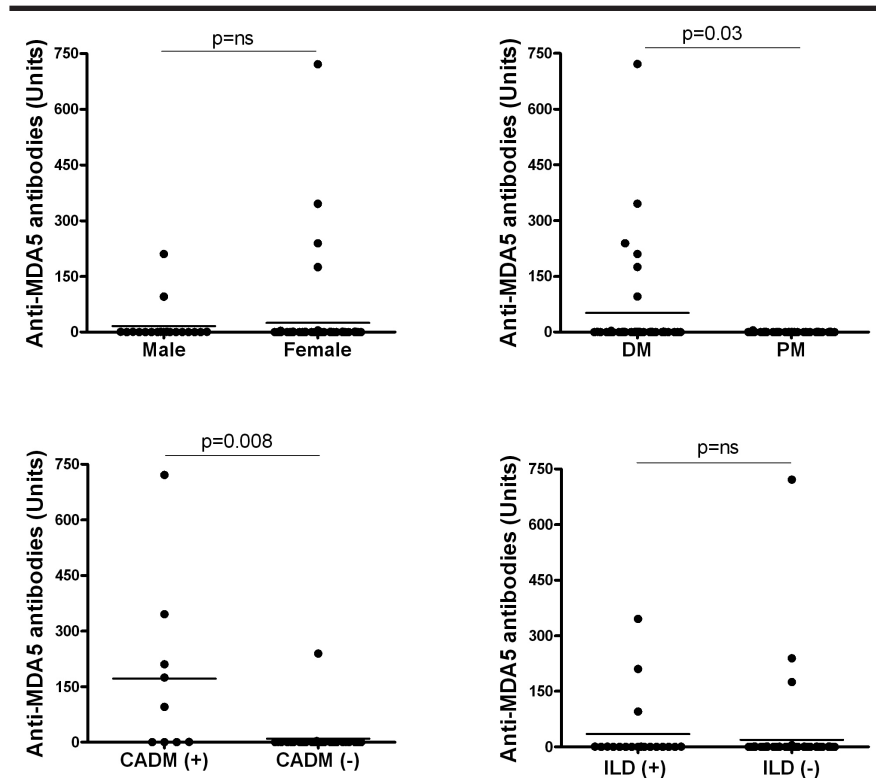 p=ns
Anti-MDA5 antibodies (Units)
750
600
450
300
150
0
Male Female
p=0.03
Anti-MDA5 antibodies (Units)
750
600
450
300
150
0
DM PM
p=0.008
Anti-MDA5 antibodies (Units)
750
600
450
300
150
0
CADM (+) CADM (-)
p=ns
Anti-MDA5 antibodies (Units)
750
600
450
300
150
0
ILD (+) ILD (-)